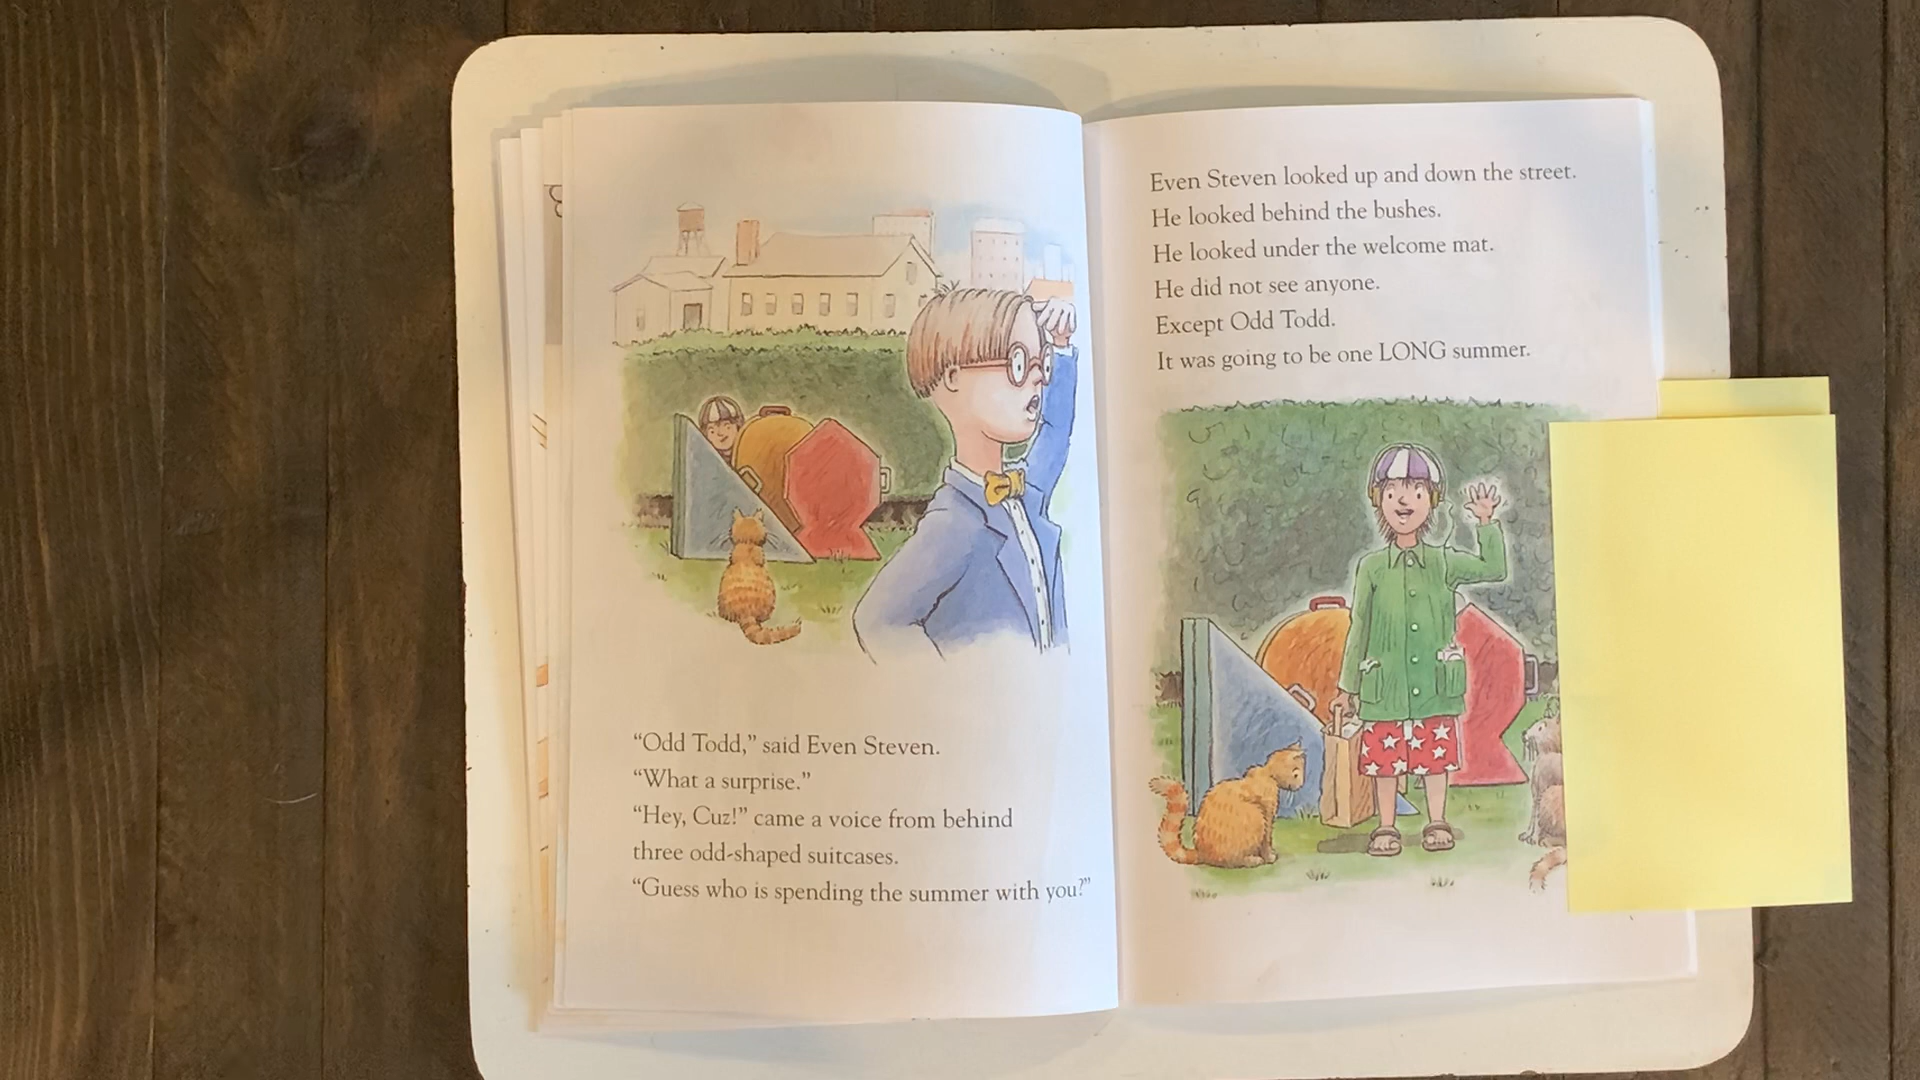 “Odd Todd,” said Even Steven.
“What a surprise.”
“Hey, Cuz!” came a voice from behind
three odd-shaped suitcases.
“Guess who is spending the summer with you?”
Even Steven looked up and down the street.
He looked behind the bushes.
He looked under the welcome mat.
He did not see anyone.
Except Odd Todd.
It was going to be one LONG summer.